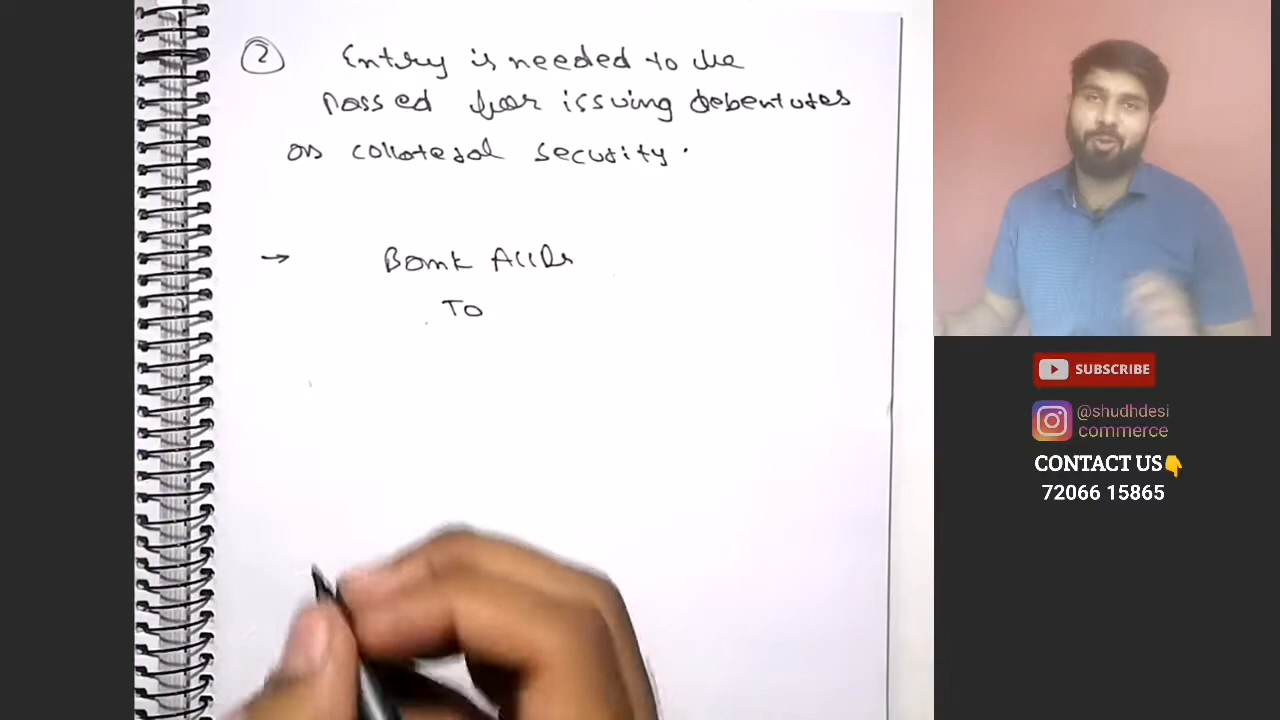 2 Entry is needed to be
passed for issuing debentures
as collateral security.
→ Bank A/c Dr
To
SUBSCRIBE
@shudhdesi
commerce
CONTACT US👇
72066 15865